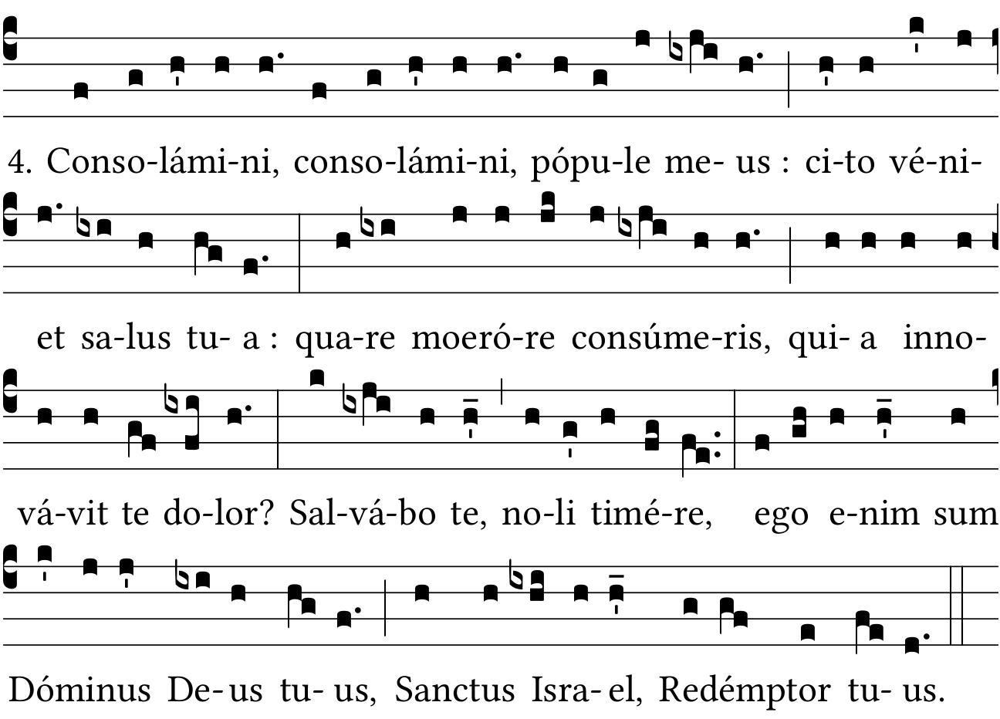 4. Conso-lámi-ni, conso-lámi-ni, pópu-le me- us : ci-to vé-ni-
et sa-lus tu- a : qua-re moeró-re consúme-ris, qui- a inno-
vá-vit te do-lor? Sal-vá-bo te, no-li timé-re, ego e-nim sum
Dóminus De-us tu- us, Sanctus Isra- el, Redémptor tu- us.